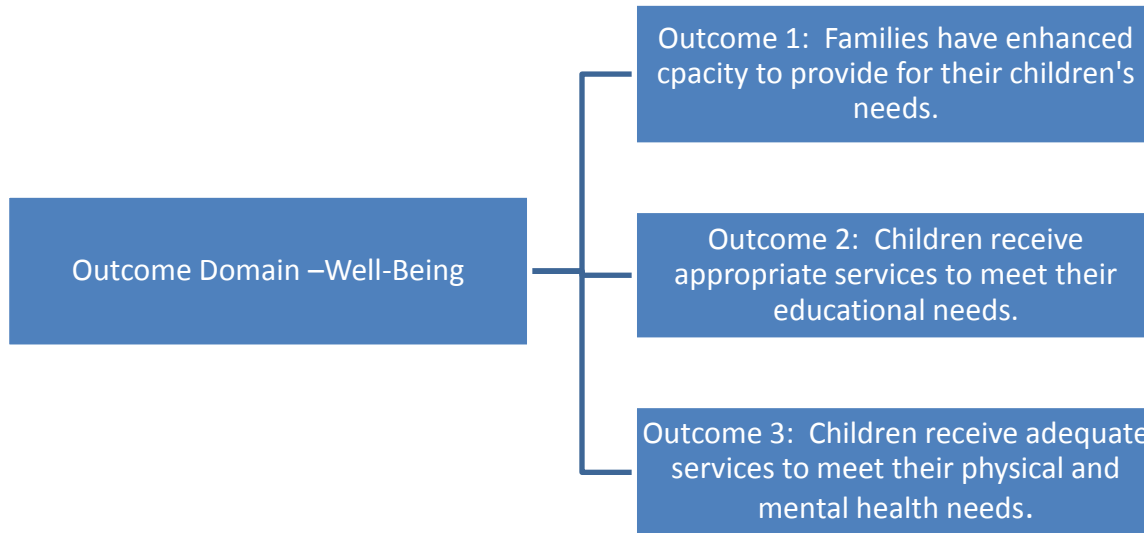 Outcome Domain –Well-Being
Outcome 1:  Families have enhanced
cpacity to provide for their children's
needs.
Outcome 2:  Children receive
appropriate services to meet their
educational needs.
Outcome 3:  Children receive adequate
services to meet their physical and
mental health needs.